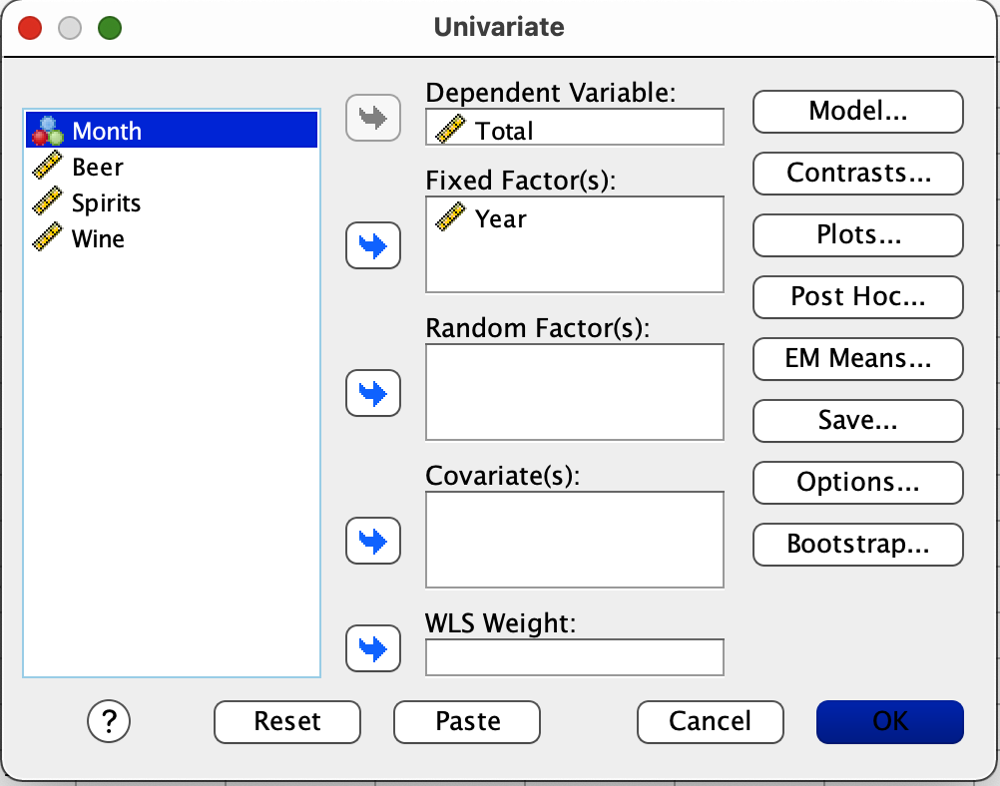 Univariate
Month
Beer
Spirits
Wine
Dependent Variable:
Total
Fixed Factor(s):
Year
Random Factor(s):
Covariate(s):
WLS Weight:
Model...
Contrasts...
Plots...
Post Hoc...
EM Means...
Save...
Options...
Bootstrap...
?
Reset
Paste
Cancel
OK